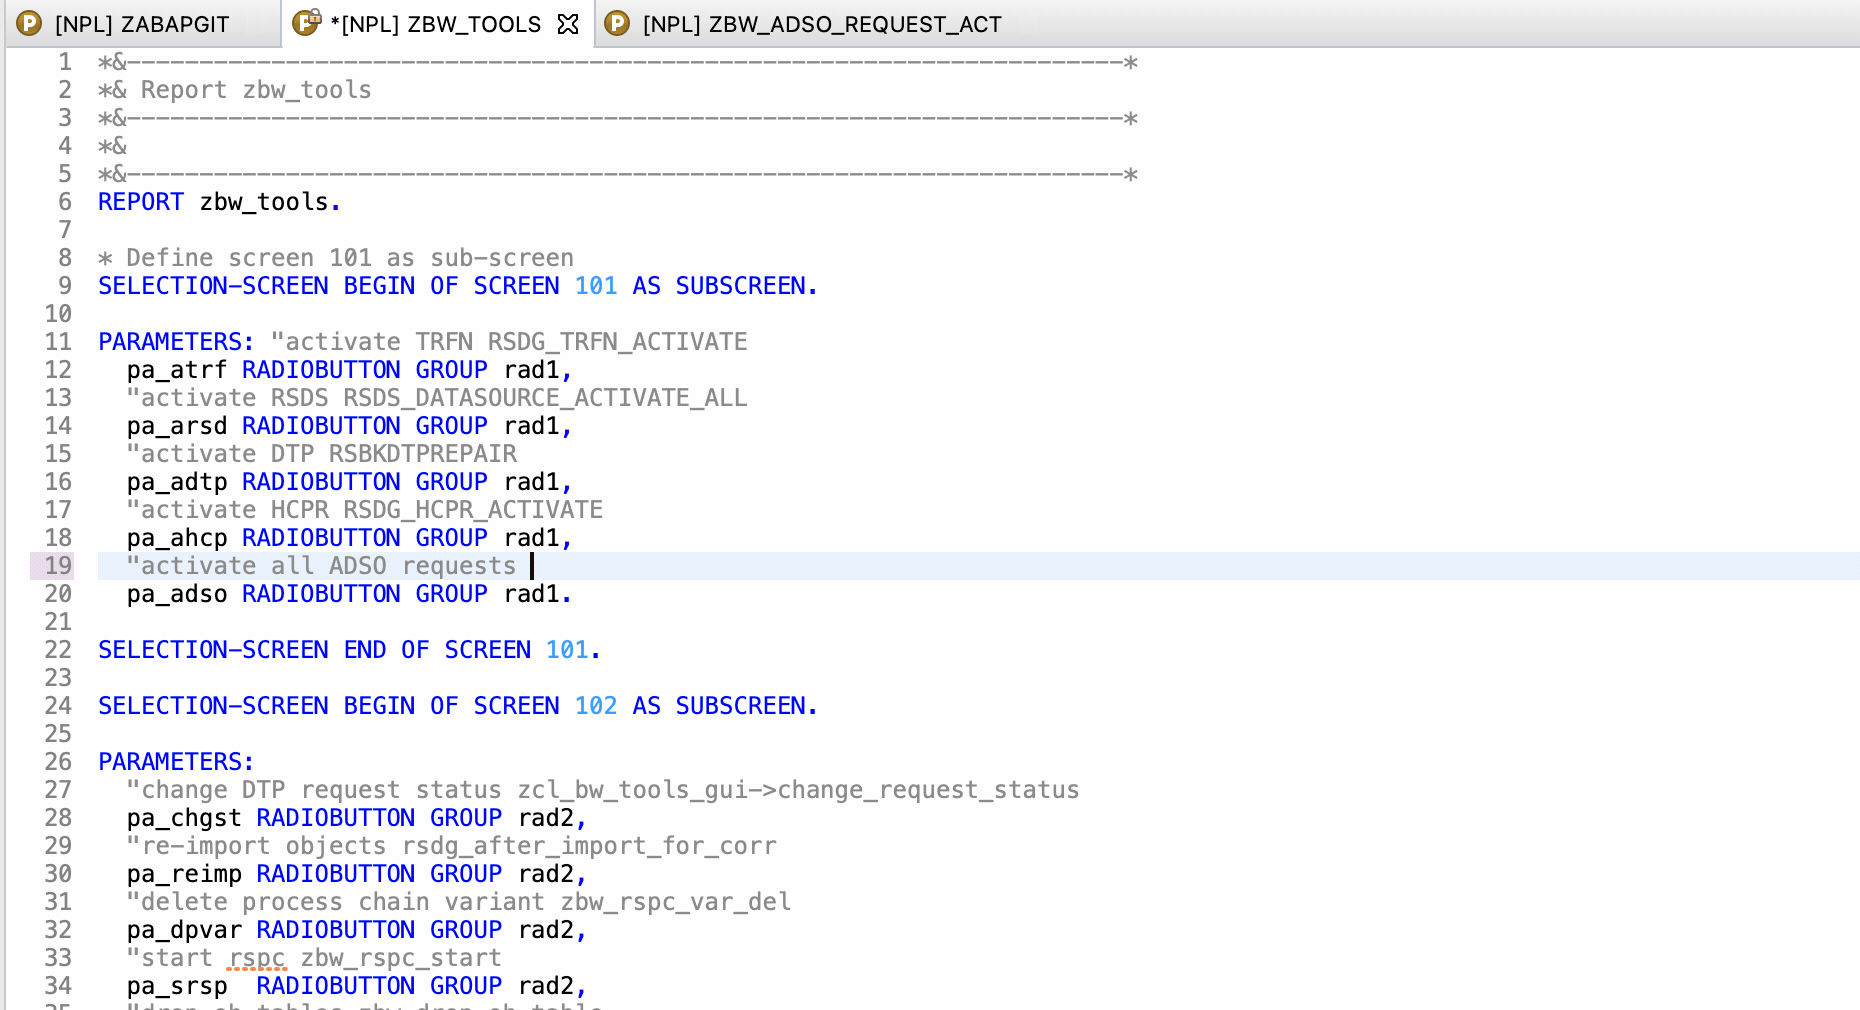 [NPL] ZABAPGIT
*[NPL] ZBW_TOOLS
[NPL] ZBW_ADSO_REQUEST_ACT
1 *&---------------------------------------------------------------------*
2 *& Report zbw_tools
3 *&---------------------------------------------------------------------*
4 *&
5 *&---------------------------------------------------------------------*
6 REPORT zbw_tools.
7
8 * Define screen 101 as sub-screen
9 SELECTION-SCREEN BEGIN OF SCREEN 101 AS SUBSCREEN.
10
11 PARAMETERS: "activate TRFN RSDG_TRFN_ACTIVATE
12 pa_atrf RADIOBUTTON GROUP rad1,
13 "activate RSDS RSDS_DATASOURCE_ACTIVATE_ALL
14 pa_arsd RADIOBUTTON GROUP rad1,
15 "activate DTP RSBKDTPREPAIR
16 pa_adtp RADIOBUTTON GROUP rad1,
17 "activate HCPR RSDG_HCPR_ACTIVATE
18 pa_ahcp RADIOBUTTON GROUP rad1,
19 "activate all ADSO requests
20 pa_adso RADIOBUTTON GROUP rad1.
21
22 SELECTION-SCREEN END OF SCREEN 101.
23
24 SELECTION-SCREEN BEGIN OF SCREEN 102 AS SUBSCREEN.
25
26 PARAMETERS:
27 "change DTP request status zcl_bw_tools_gui->change_request_status
28 pa_chgst RADIOBUTTON GROUP rad2,
29 "re-import objects rsdg_after_import_for_corr
30 pa_reimp RADIOBUTTON GROUP rad2,
31 "delete process chain variant zbw_rspc_var_del
32 pa_dpvar RADIOBUTTON GROUP rad2,
33 "start rspc zbw_rspc_start
34 pa_srsp RADIOBUTTON GROUP rad2,